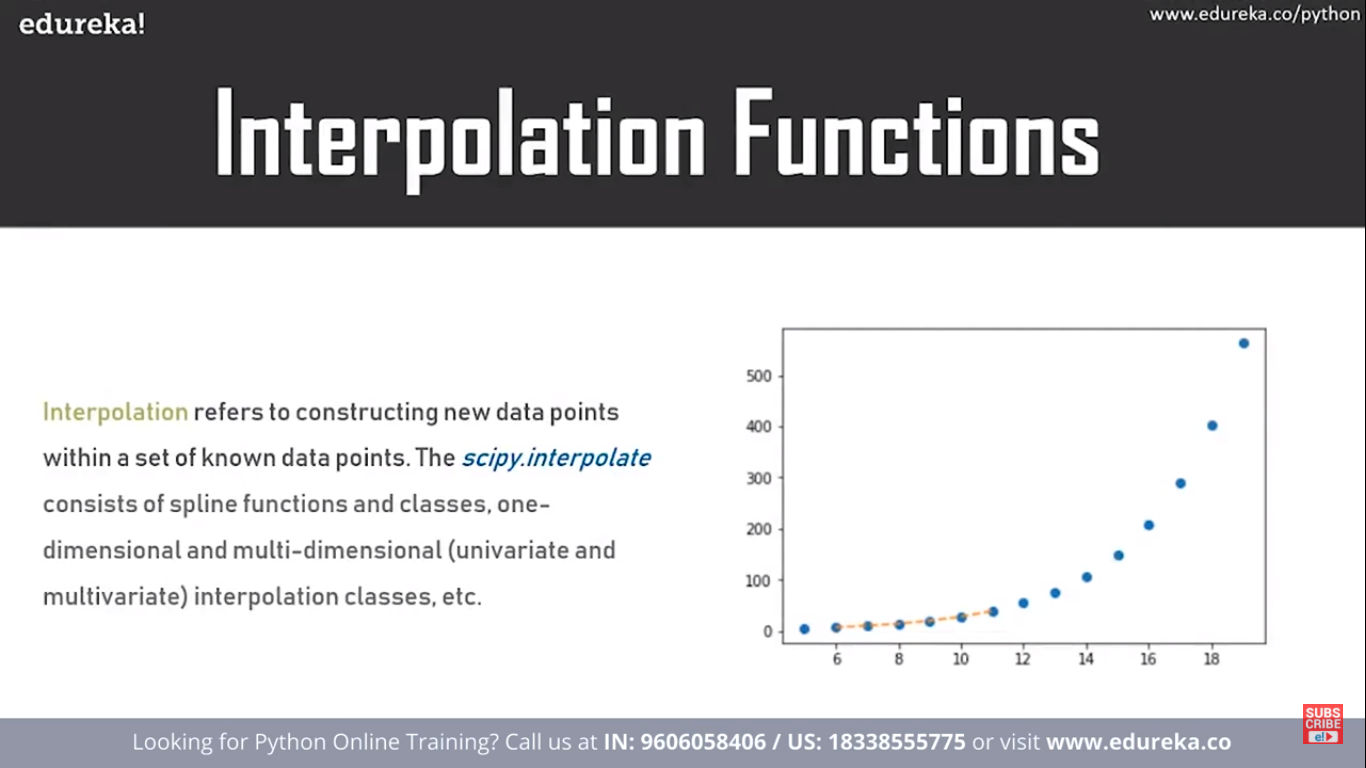 edureka!
www.edureka.co/python
Interpolation Functions
Interpolation refers to constructing new data points
within a set of known data points. The scipy.interpolate
consists of spline functions and classes, one-
dimensional and multi-dimensional (univariate and
multivariate) interpolation classes, etc.
500
400
300
200
100
0
6 8 10 12 14 16 18
SUBS
CRIBE
e!
Looking for Python Online Training? Call us at IN: 9606058406 / US: 18338555775 or visit www.edureka.co